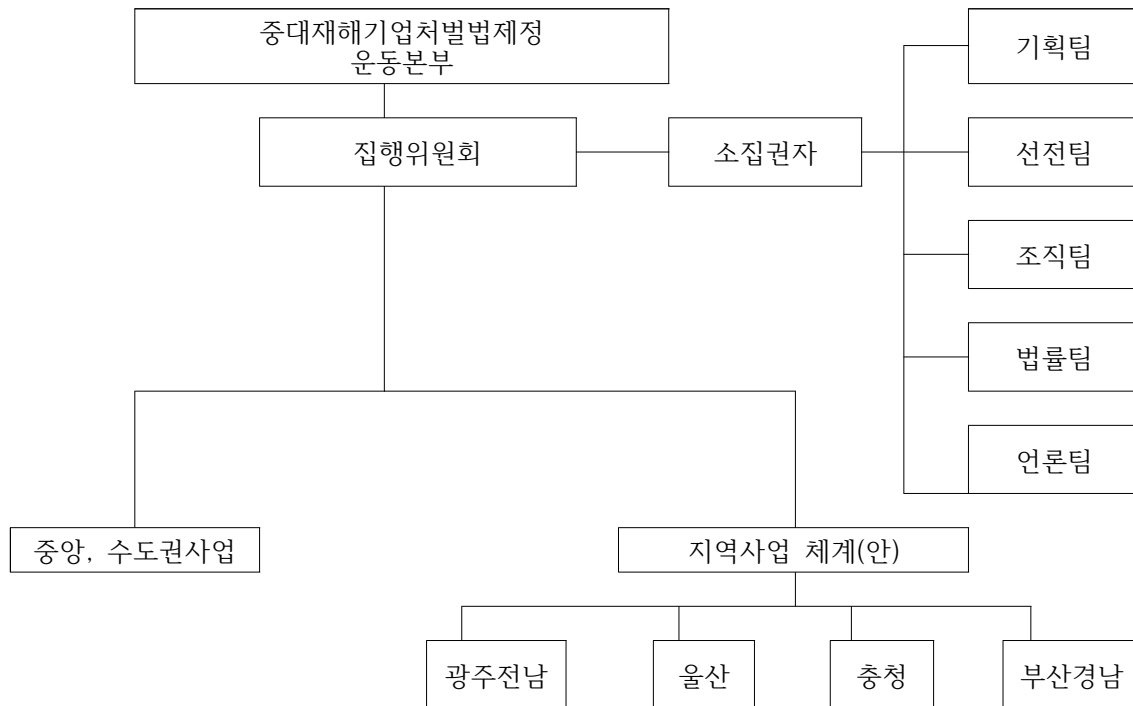 중대재해기업처벌법제정
운동본부
기획팀
집행위원회
소집권자
선전팀
조직팀
법률팀
언론팀
중앙, 수도권사업
지역사업 체계(안)
광주전남
울산
충청
부산경남